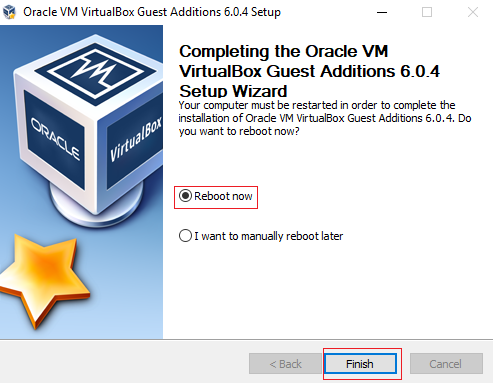 Oracle VM VirtualBox Guest Additions 6.0.4 Setup
Completing the Oracle VM
VirtualBox Guest Additions 6.0.4
Setup Wizard
Your computer must be restarted in order to complete the
installation of Oracle VM VirtualBox Guest Additions 6.0.4. Do
you want to reboot now?
ORACLE
VirtualBox
Reboot now
I want to manually reboot later
< Back
Finish
Cancel